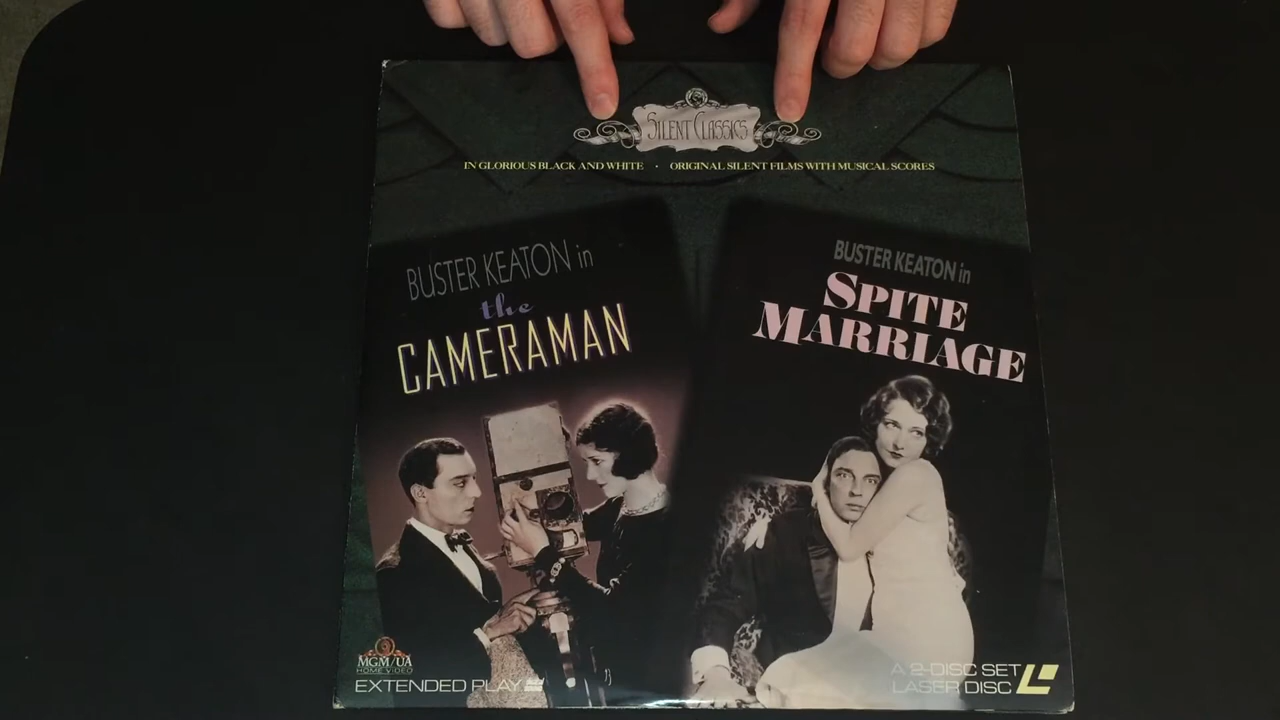 SILENT CLASSICS
IN GLORIOUS BLACK AND WHITE · ORIGINAL SILENT FILMS WITH MUSICAL SCORES
BUSTER KEATON in
the
CAMERAMAN
BUSTER KEATON in
SPITE
MARRIAGE
MGM/UA
HOME VIDEO
EXTENDED PLAY
A 2-DISC SET
LASER DISC